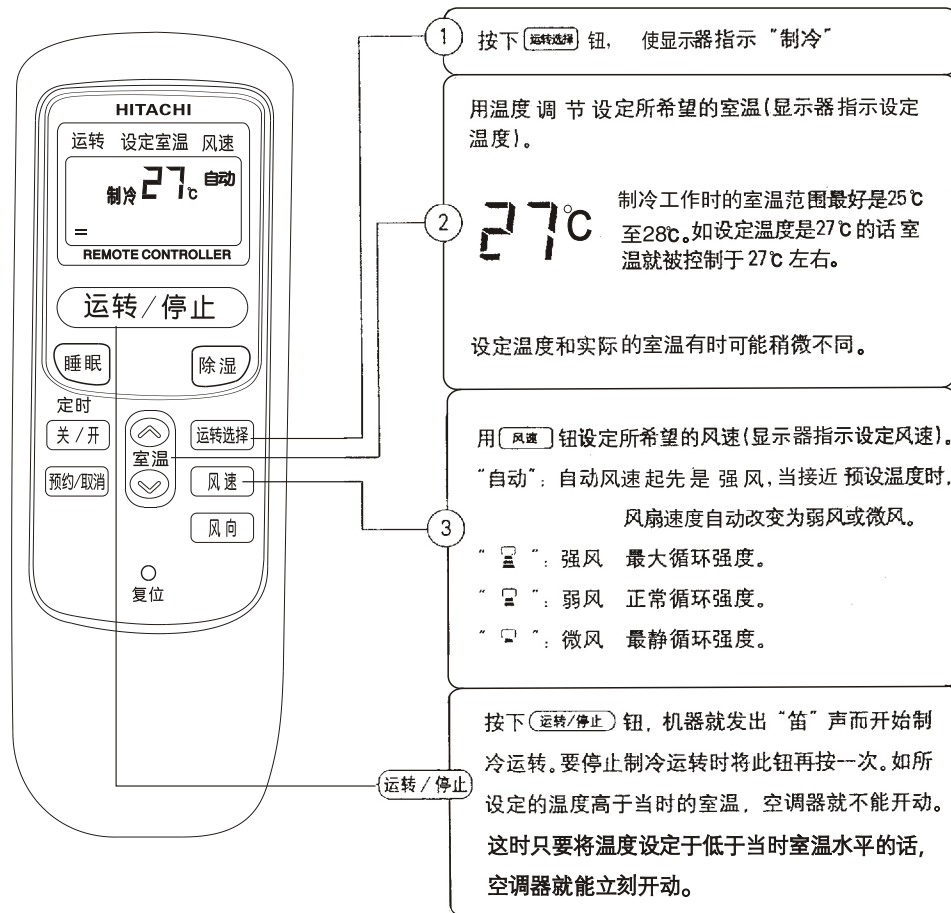 HITACHI
运转 设定室温 风速
制冷 27℃ 自动
REMOTE CONTROLLER
运转/停止
睡眠 除湿
定时
关/开 运转选择
室温
预约/取消 风速
风向
复位
1 按下 运转选择 钮, 使显示器指示 “制冷”
2
用温度调节设定所希望的室温(显示器指示设定
温度)。
27℃
制冷工作时的室温范围最好是25℃
至28℃。如设定温度是27℃的话室
温就被控制于27℃左右。
设定温度和实际的室温有时可能稍微不同。
3
用 风速 钮设定所希望的风速(显示器指示设定风速)。
“自动”: 自动风速起先是强风,当接近预设温度时,
风扇速度自动改变为弱风或微风。
“ ”: 强风 最大循环强度。
“ ”: 弱风 正常循环强度。
“ ”: 微风 最静循环强度。
运转/停止
按下 运转/停止 钮, 机器就发出“笛”声而开始制
冷运转。要停止制冷运转时将此钮再按一次。如所
设定的温度高于当时的室温, 空调器就不能开动。
这时只要将温度设定于低于当时室温水平的话,
空调器就能立刻开动。